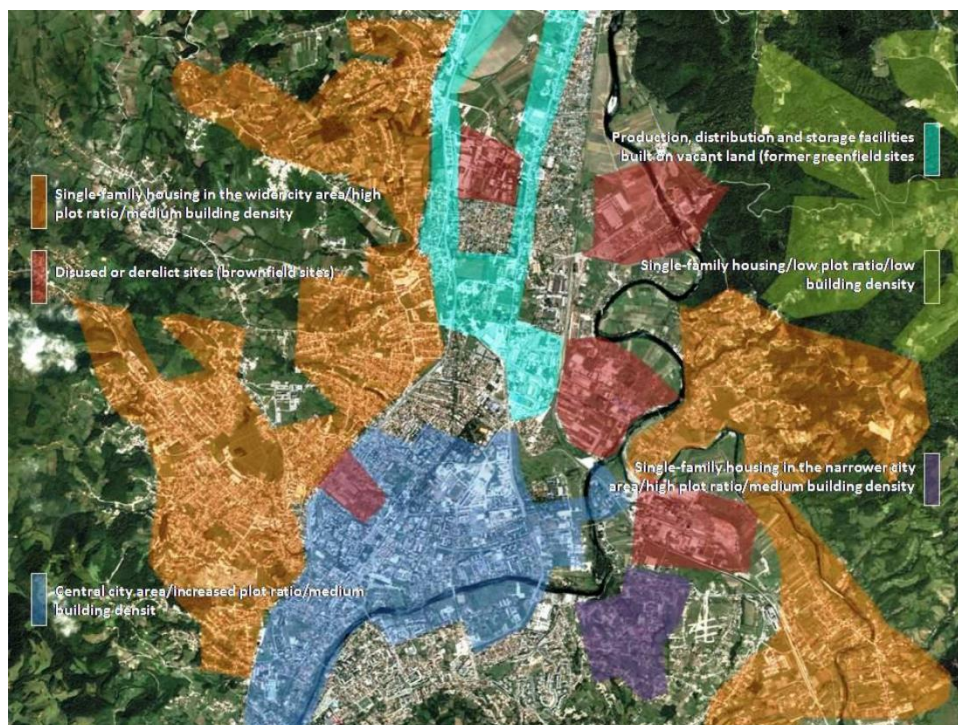 Production, distribution and storage facilities
built on vacant land (former greenfield sites
Single-family housing in the wider city area/high
plot ratio/medium building density
Disused or derelict sites (brownfield sites)
Single-family housing/low plot ratio/low
building density
Single-family housing in the narrower city
area/high plot ratio/medium building density
Central city area/increased plot ratio/medium
building densit